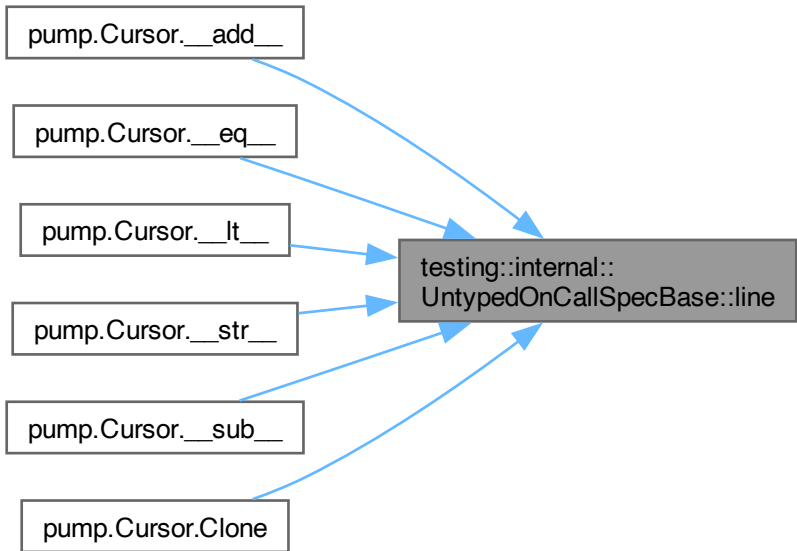 pump.Cursor.__add__
pump.Cursor.__eq__
pump.Cursor.__lt__
testing::internal::
UntypedOnCallSpecBase::line
pump.Cursor.__str__
pump.Cursor.__sub__
pump.Cursor.Clone